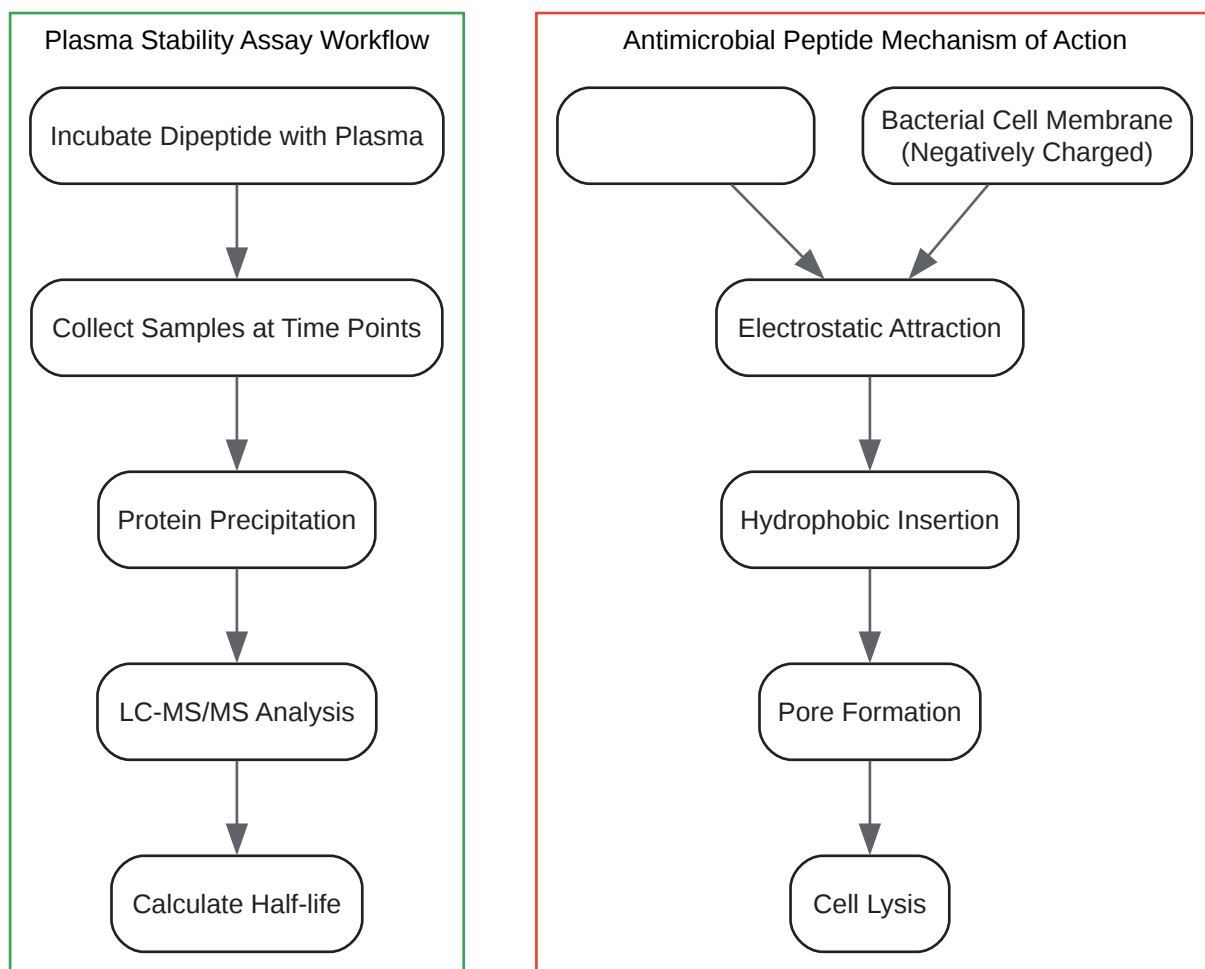 Plasma Stability Assay Workflow
Incubate Dipeptide with Plasma
Collect Samples at Time Points
Protein Precipitation
LC-MS/MS Analysis
Calculate Half-life
Antimicrobial Peptide Mechanism of Action
Bacterial Cell Membrane
(Negatively Charged)
Electrostatic Attraction
Hydrophobic Insertion
Pore Formation
Cell Lysis